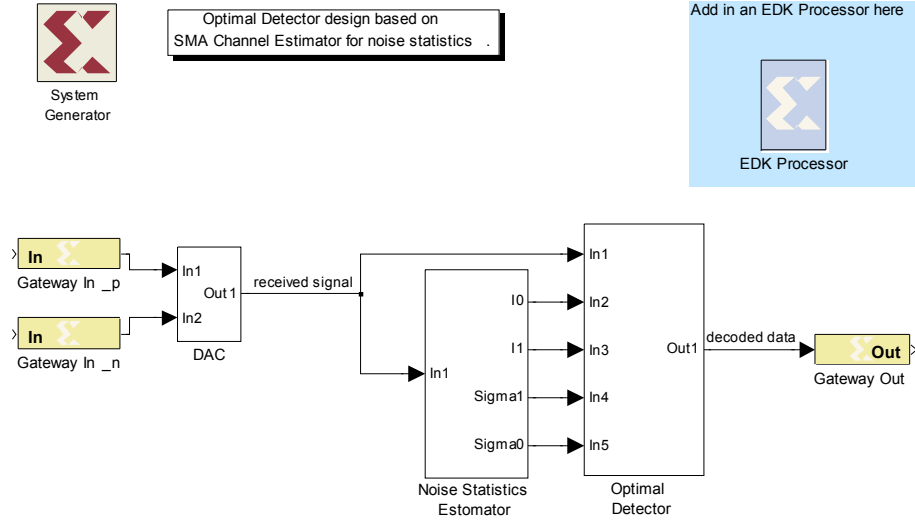 Optimal Detector design based on
SMA Channel Estimator for noise statistics .
Add in an EDK Processor here
System
Generator
EDK Processor
In
Gateway In _p
In
Gateway In _n
In1
In2
Out1
DAC
received signal
In1
I0
I1
Sigma1
Sigma0
Noise Statistics
Estomator
In1
In2
In3
In4
In5
Out1
Optimal
Detector
decoded data
Out
Gateway Out